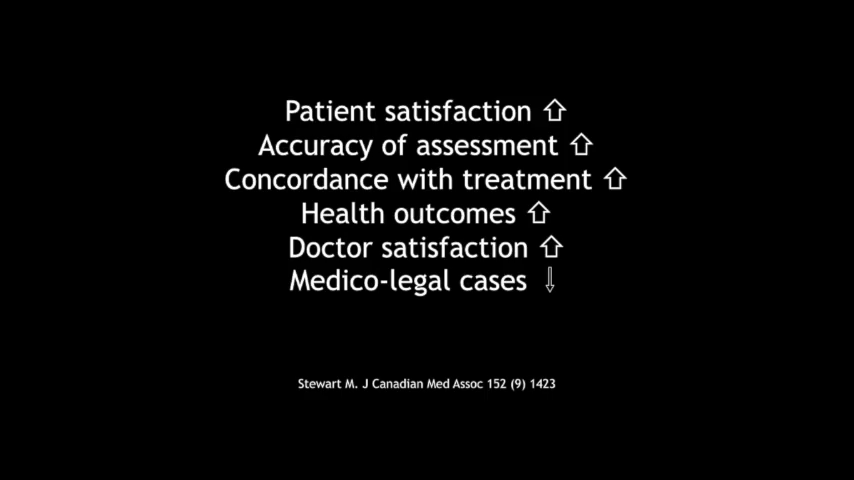 Patient satisfaction ⇧
Accuracy of assessment ⇧
Concordance with treatment ⇧
Health outcomes ⇧
Doctor satisfaction ⇧
Medico-legal cases ⇩
Stewart M. J Canadian Med Assoc 152 (9) 1423